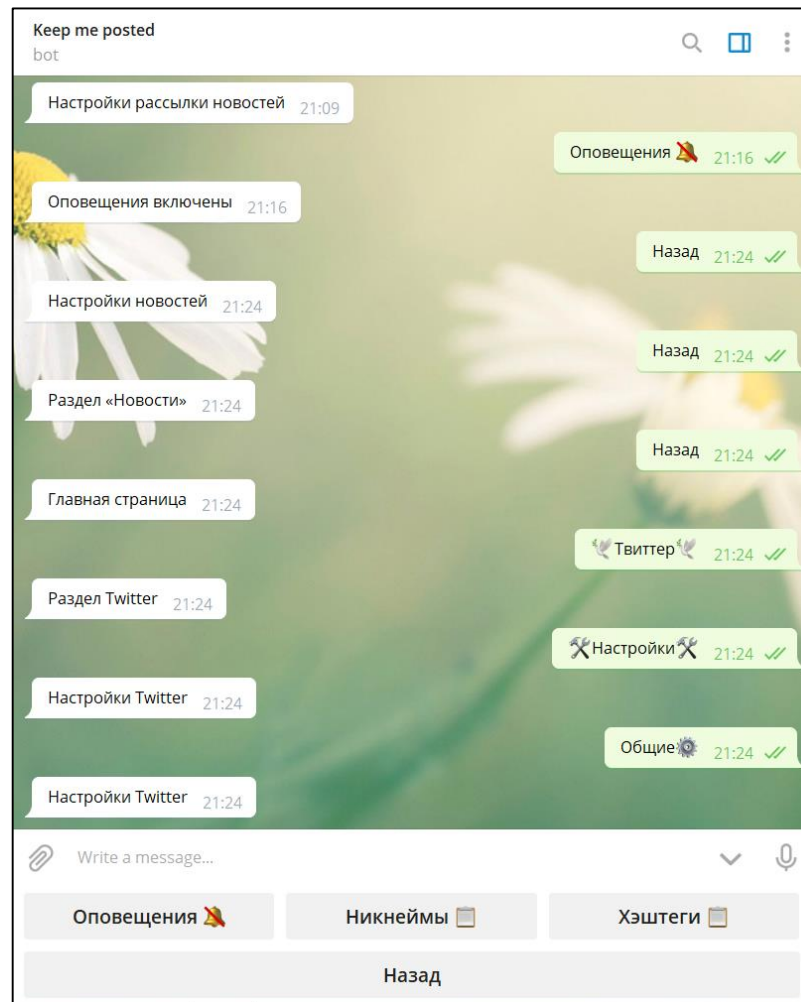 Keep me posted
bot
Настройки рассылки новостей 21:09
Оповещения 🔕 21:16
Оповещения включены 21:16
Назад 21:24
Настройки новостей 21:24
Назад 21:24
Раздел «Новости» 21:24
Назад 21:24
Главная страница 21:24
🕊Твиттер🕊 21:24
Раздел Twitter 21:24
🛠Настройки🛠 21:24
Настройки Twitter 21:24
Общие⚙ 21:24
Настройки Twitter 21:24
Write a message...
Оповещения 🔕 Никнеймы 📋 Хэштеги 📋
Назад